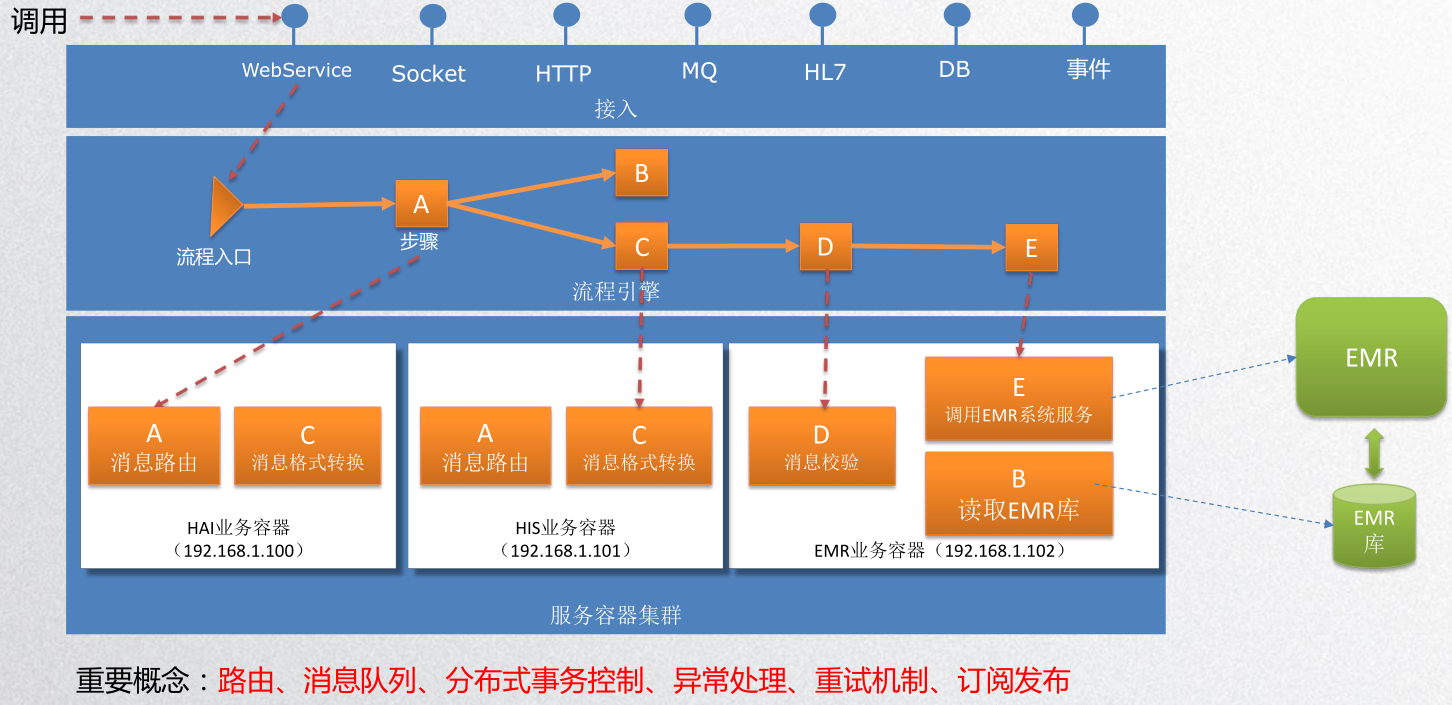 调用
WebService
Socket
HTTP
MQ
HL7
DB
事件
接入
流程入口
A
步骤
B
C
D
E
流程引擎
A
消息路由
C
消息格式转换
HAI业务容器
（192.168.1.100）
A
消息路由
C
消息格式转换
HIS业务容器
（192.168.1.101）
D
消息校验
E
调用EMR系统服务
B
读取EMR库
EMR业务容器（192.168.1.102）
服务容器集群
EMR
EMR
库
重要概念：路由、消息队列、分布式事务控制、异常处理、重试机制、订阅发布